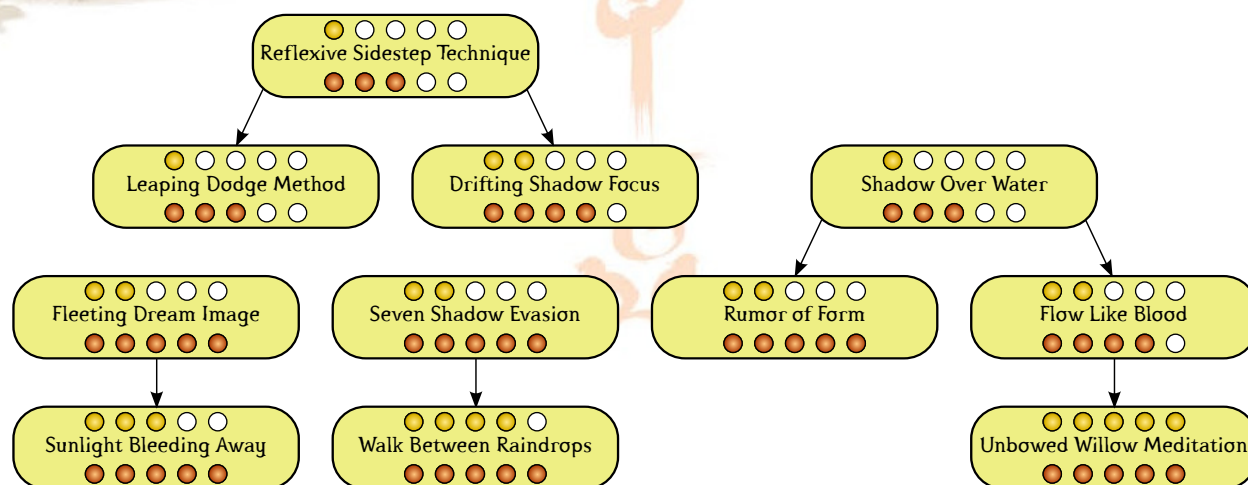 Reflexive Sidestep Technique
Leaping Dodge Method
Drifting Shadow Focus
Shadow Over Water
Fleeting Dream Image
Seven Shadow Evasion
Rumor of Form
Flow Like Blood
Sunlight Bleeding Away
Walk Between Raindrops
Unbowed Willow Meditation